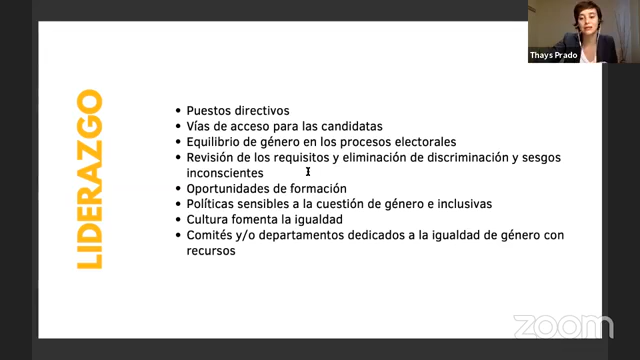 Thays Prado
LIDERAZGO
• Puestos directivos
• Vías de acceso para las candidatas
• Equilibrio de género en los procesos electorales
• Revisión de los requisitos y eliminación de discriminación y sesgos
inconscientes
• Oportunidades de formación
• Políticas sensibles a la cuestión de género e inclusivas
• Cultura fomenta la igualdad
• Comités y/o departamentos dedicados a la igualdad de género con
recursos
zoom